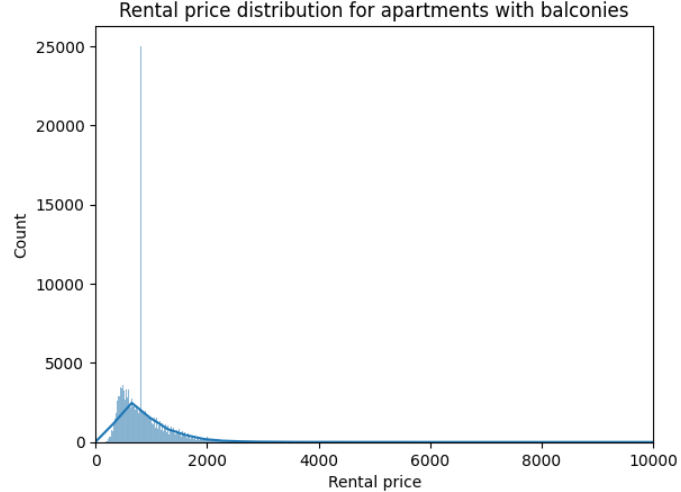 Rental price distribution for apartments with balconies
25000
20000
15000
10000
5000
0
Count
0 2000 4000 6000 8000 10000
Rental price